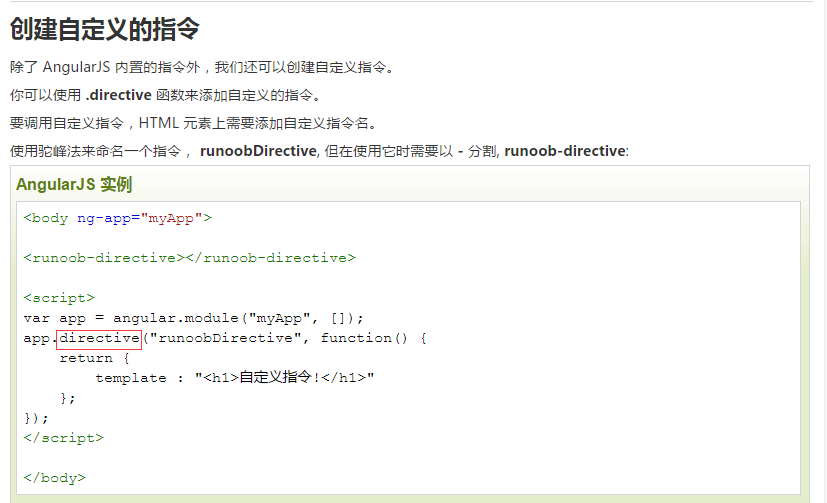 创建自定义的指令
除了 AngularJS 内置的指令外，我们还可以创建自定义指令。
你可以使用 .directive 函数来添加自定义的指令。
要调用自定义指令，HTML 元素上需要添加自定义指令名。
使用驼峰法来命名一个指令， runoobDirective, 但在使用它时需要以 - 分割, runoob-directive:
AngularJS 实例
<body ng-app="myApp">
<runoob-directive></runoob-directive>
<script>
var app = angular.module("myApp", []);
app.directive("runoobDirective", function() {
    return {
        template : "<h1>自定义指令!</h1>"
    };
});
</script>
</body>